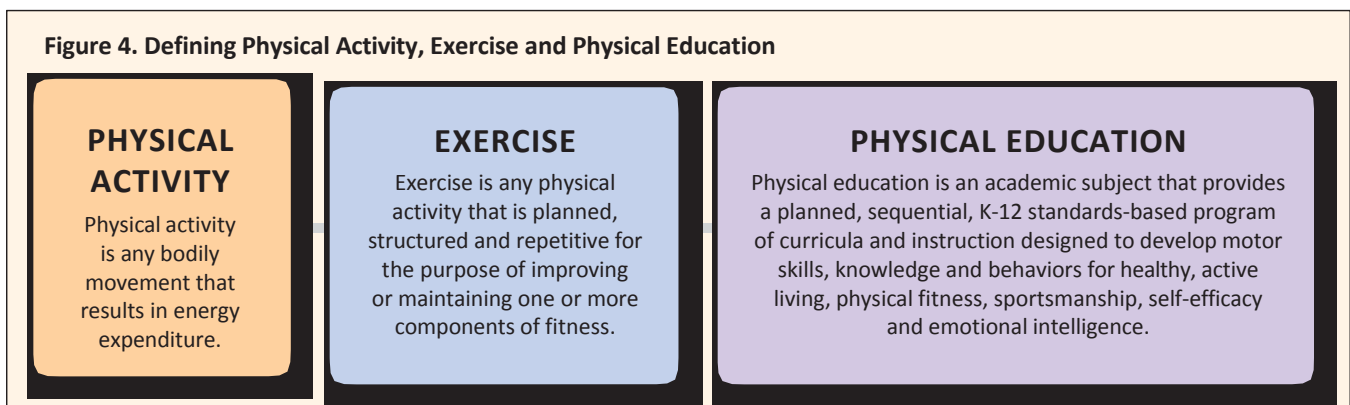 Figure 4. Defining Physical Activity, Exercise and Physical Education
PHYSICAL
ACTIVITY
Physical activity
is any bodily
movement that
results in energy
expenditure.
EXERCISE
Exercise is any physical
activity that is planned,
structured and repetitive for
the purpose of improving
or maintaining one or more
components of fitness.
PHYSICAL EDUCATION
Physical education is an academic subject that provides
a planned, sequential, K-12 standards-based program
of curricula and instruction designed to develop motor
skills, knowledge and behaviors for healthy, active
living, physical fitness, sportsmanship, self-efficacy
and emotional intelligence.